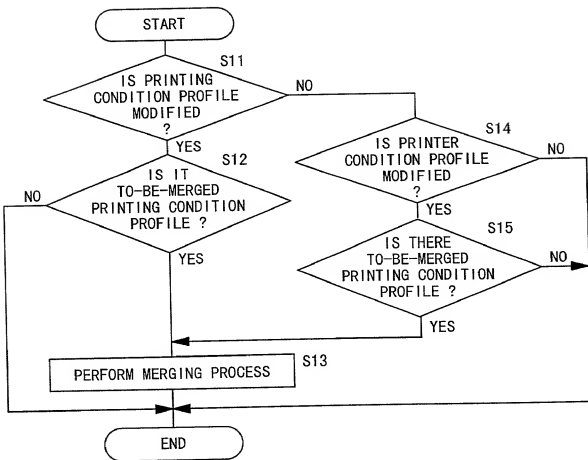 START
S11
IS PRINTING
CONDITION PROFILE
MODIFIED
?
NO
YES
S12
IS IT
TO-BE-MERGED
PRINTING CONDITION
PROFILE ?
NO
YES
S14
IS PRINTER
CONDITION PROFILE
MODIFIED
?
NO
YES
S15
IS THERE
TO-BE-MERGED
PRINTING CONDITION
PROFILE ?
NO
YES
PERFORM MERGING PROCESS
S13
END